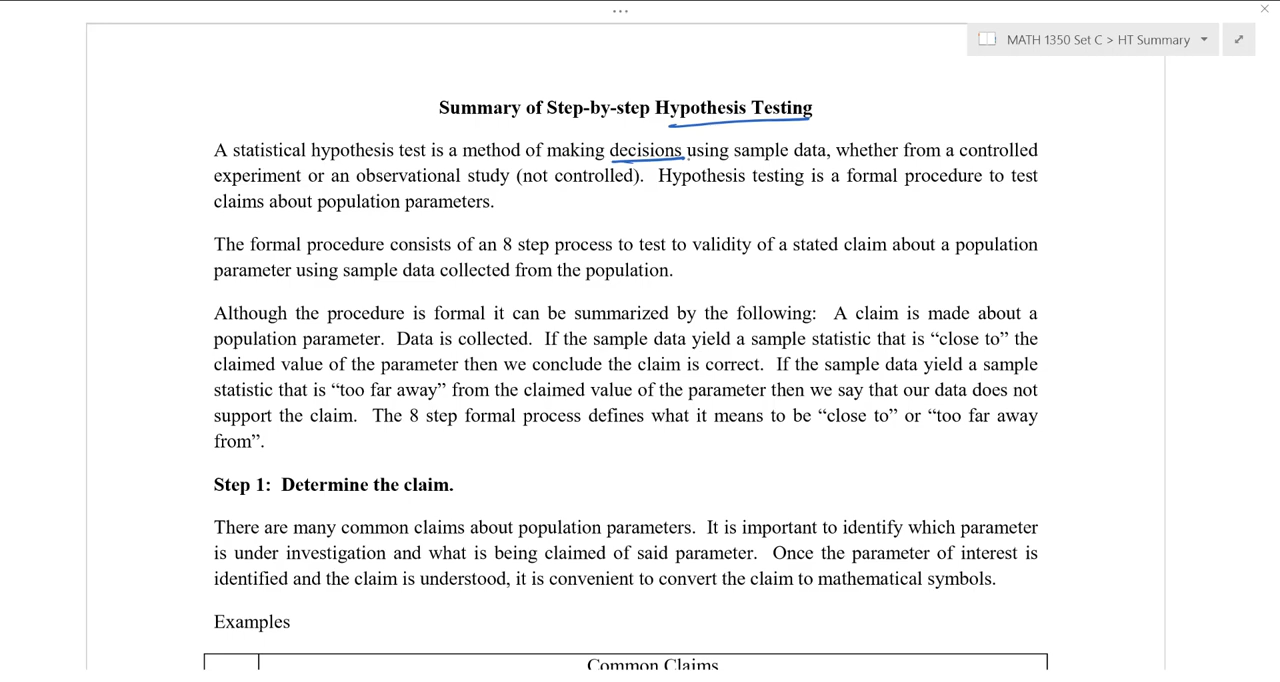 MATH 1350 Set C > HT Summary
Summary of Step-by-step Hypothesis Testing
A statistical hypothesis test is a method of making decisions using sample data, whether from a controlled
experiment or an observational study (not controlled). Hypothesis testing is a formal procedure to test
claims about population parameters.
The formal procedure consists of an 8 step process to test to validity of a stated claim about a population
parameter using sample data collected from the population.
Although the procedure is formal it can be summarized by the following: A claim is made about a
population parameter. Data is collected. If the sample data yield a sample statistic that is “close to” the
claimed value of the parameter then we conclude the claim is correct. If the sample data yield a sample
statistic that is “too far away” from the claimed value of the parameter then we say that our data does not
support the claim. The 8 step formal process defines what it means to be “close to” or “too far away
from”.
Step 1: Determine the claim.
There are many common claims about population parameters. It is important to identify which parameter
is under investigation and what is being claimed of said parameter. Once the parameter of interest is
identified and the claim is understood, it is convenient to convert the claim to mathematical symbols.
Examples
Common Claims